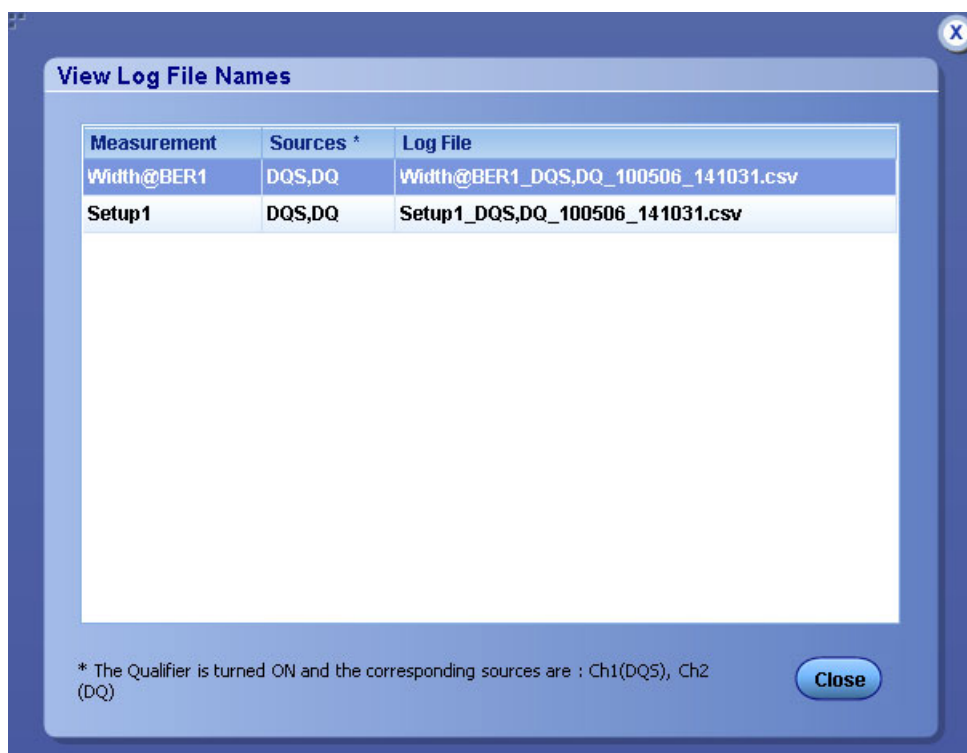 X
View Log File Names
Measurement Sources * Log File
Width@BER1 DQS,DQ Width@BER1_DQS,DQ_100506_141031.csv
Setup1 DQS,DQ Setup1_DQS,DQ_100506_141031.csv
* The Qualifier is turned ON and the corresponding sources are : Ch1(DQS), Ch2
(DQ)
Close